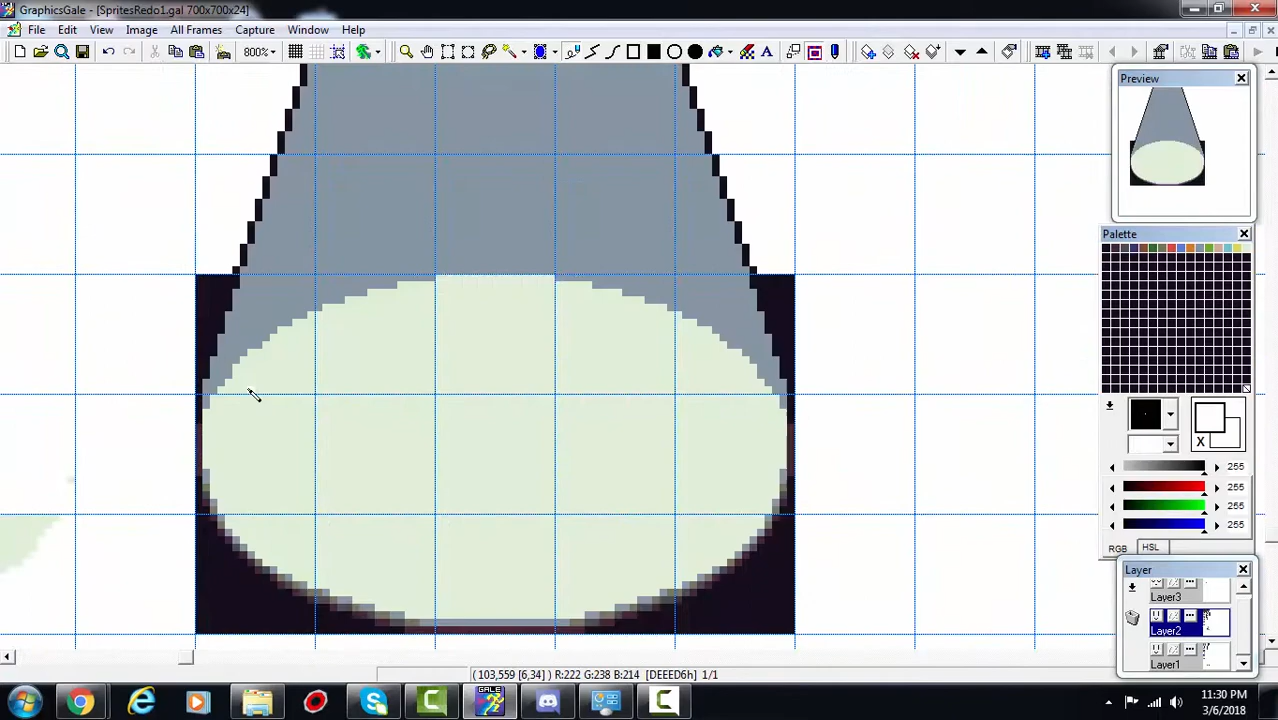 GraphicsGale - [SpritesRedo1.gal 700x700x24]
File Edit View Image All Frames Capture Window Help
800%
Preview
Palette
X
255
255
255
255
RGB HSL
Layer
Layer3
Layer2
Layer1
(103,559 [6,34] ) R:222 G:238 B:214 [DEEED6h] 1/1
GALE
11:30 PM
3/6/2018